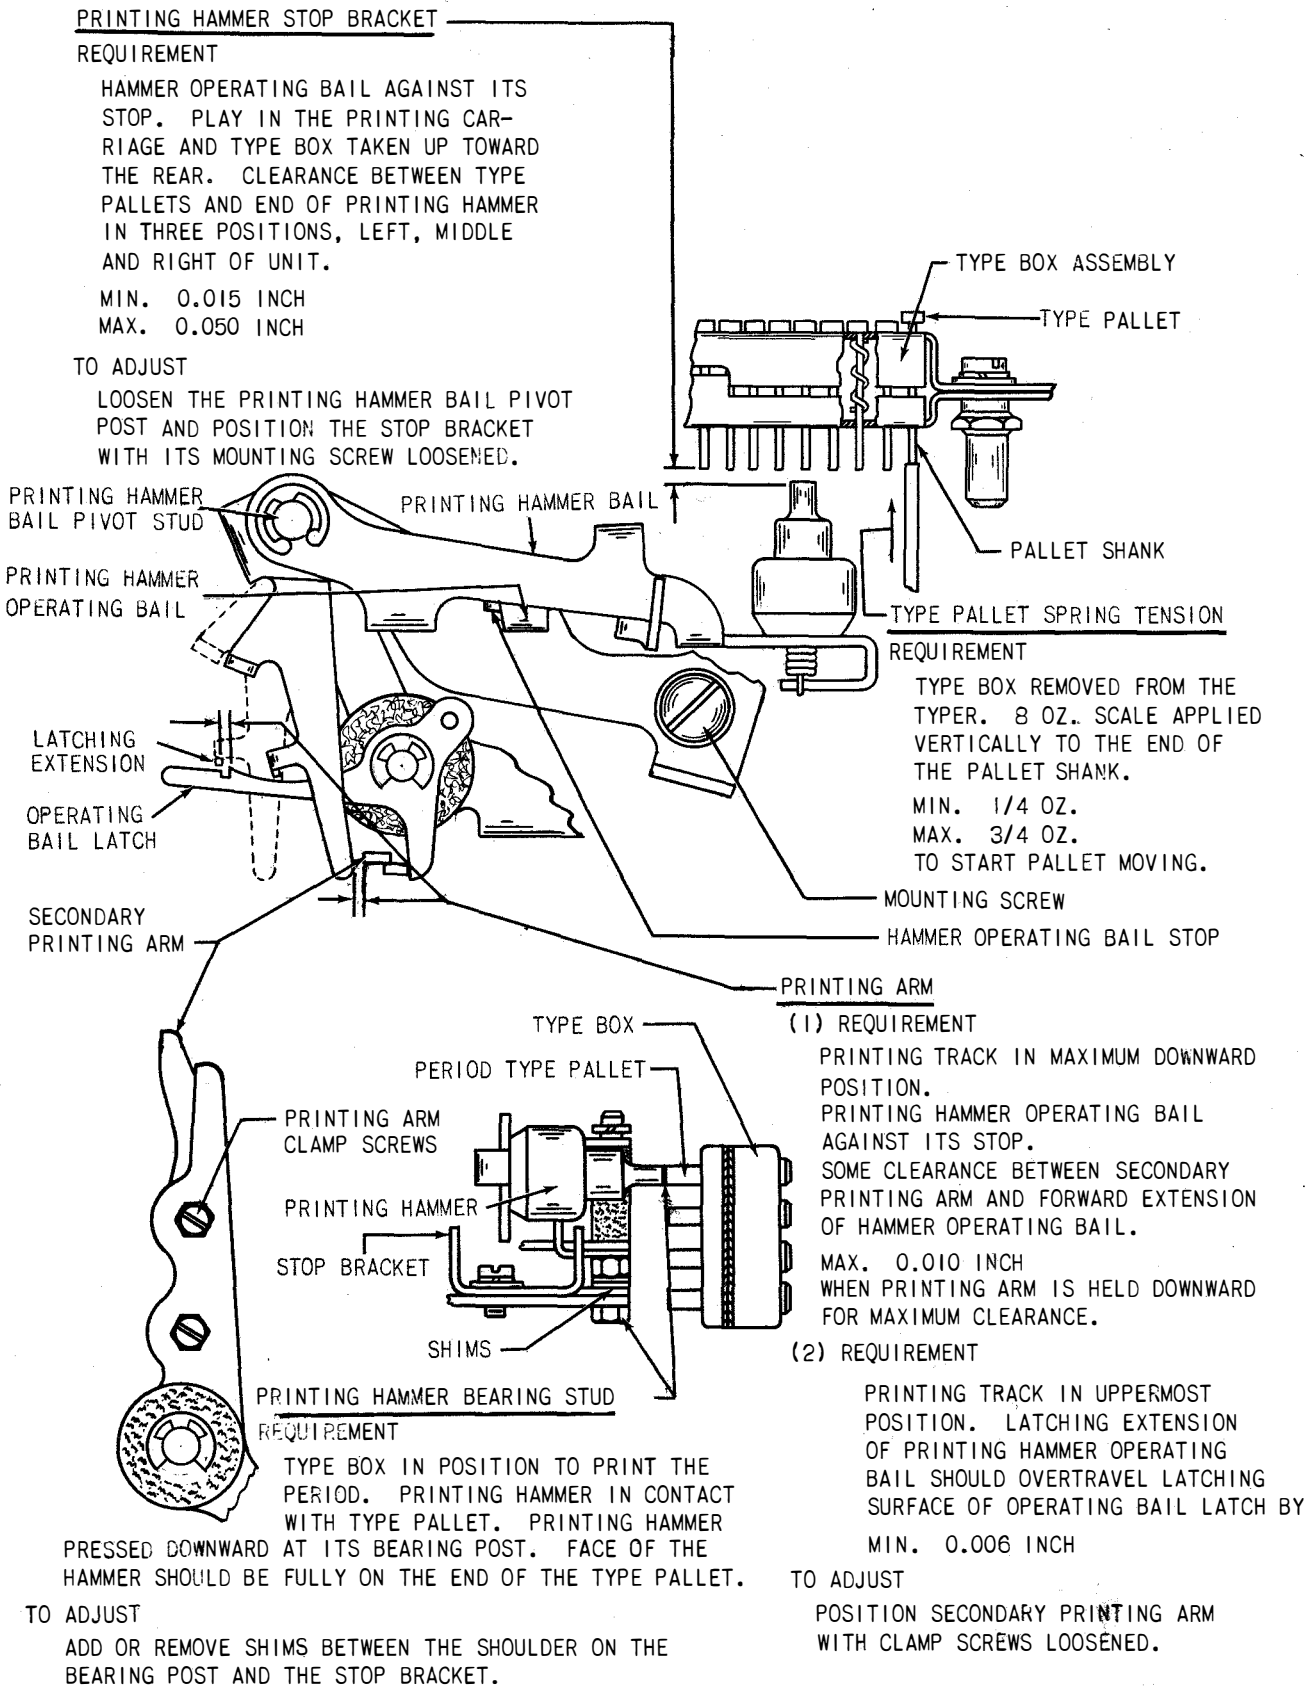 PRINTING HAMMER STOP BRACKET
REQUIREMENT
HAMMER OPERATING BAIL AGAINST ITS
STOP. PLAY IN THE PRINTING CAR-
RIAGE AND TYPE BOX TAKEN UP TOWARD
THE REAR. CLEARANCE BETWEEN TYPE
PALLETS AND END OF PRINTING HAMMER
IN THREE POSITIONS, LEFT, MIDDLE
AND RIGHT OF UNIT.
MIN. 0.015 INCH
MAX. 0.050 INCH
TO ADJUST
LOOSEN THE PRINTING HAMMER BAIL PIVOT
POST AND POSITION THE STOP BRACKET
WITH ITS MOUNTING SCREW LOOSENED.
TYPE BOX ASSEMBLY
TYPE PALLET
PRINTING HAMMER
BAIL PIVOT STUD
PRINTING HAMMER BAIL
PALLET SHANK
PRINTING HAMMER
OPERATING BAIL
TYPE PALLET SPRING TENSION
REQUIREMENT
TYPE BOX REMOVED FROM THE
TYPER. 8 OZ. SCALE APPLIED
VERTICALLY TO THE END OF
THE PALLET SHANK.
MIN. 1/4 OZ.
MAX. 3/4 OZ.
TO START PALLET MOVING.
LATCHING
EXTENSION
OPERATING
BAIL LATCH
MOUNTING SCREW
HAMMER OPERATING BAIL STOP
SECONDARY
PRINTING ARM
PRINTING ARM
(1) REQUIREMENT
PRINTING TRACK IN MAXIMUM DOWNWARD
POSITION.
PRINTING HAMMER OPERATING BAIL
AGAINST ITS STOP.
SOME CLEARANCE BETWEEN SECONDARY
PRINTING ARM AND FORWARD EXTENSION
OF HAMMER OPERATING BAIL.
MAX. 0.010 INCH
WHEN PRINTING ARM IS HELD DOWNWARD
FOR MAXIMUM CLEARANCE.
(2) REQUIREMENT
PRINTING TRACK IN UPPERMOST
POSITION. LATCHING EXTENSION
OF PRINTING HAMMER OPERATING
BAIL SHOULD OVERTRAVEL LATCHING
SURFACE OF OPERATING BAIL LATCH BY
MIN. 0.006 INCH
TO ADJUST
POSITION SECONDARY PRINTING ARM
WITH CLAMP SCREWS LOOSENED.
TYPE BOX
PERIOD TYPE PALLET
PRINTING ARM
CLAMP SCREWS
PRINTING HAMMER
STOP BRACKET
SHIMS
PRINTING HAMMER BEARING STUD
REQUIREMENT
TYPE BOX IN POSITION TO PRINT THE
PERIOD. PRINTING HAMMER IN CONTACT
WITH TYPE PALLET. PRINTING HAMMER
PRESSED DOWNWARD AT ITS BEARING POST. FACE OF THE
HAMMER SHOULD BE FULLY ON THE END OF THE TYPE PALLET.
TO ADJUST
ADD OR REMOVE SHIMS BETWEEN THE SHOULDER ON THE
BEARING POST AND THE STOP BRACKET.